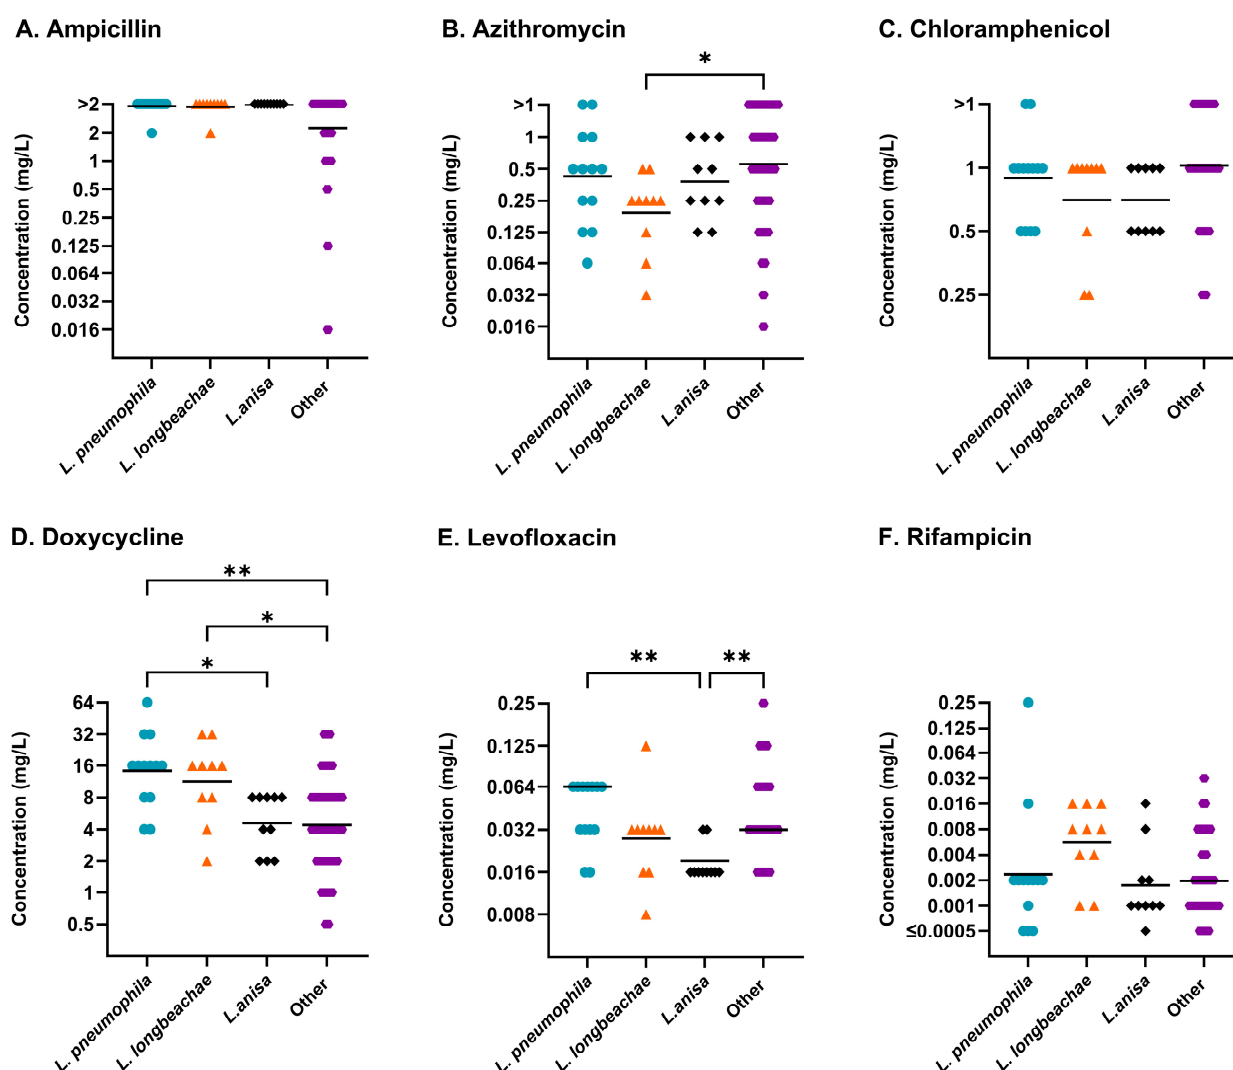 A. Ampicillin
Concentration (mg/L)
>2
2
1
0.5
0.25
0.125
0.064
0.032
0.016
L. pneumophila
L. longbeachae
L.anisa
Other
B. Azithromycin
*
Concentration (mg/L)
>1
1
0.5
0.25
0.125
0.064
0.032
0.016
L. pneumophila
L. longbeachae
L.anisa
Other
C. Chloramphenicol
Concentration (mg/L)
>1
1
0.5
0.25
L. pneumophila
L. longbeachae
L.anisa
Other
D. Doxycycline
**
*
*
Concentration (mg/L)
64
32
16
8
4
2
1
0.5
L. pneumophila
L. longbeachae
L.anisa
Other
E. Levofloxacin
**
**
Concentration (mg/L)
0.25
0.125
0.064
0.032
0.016
0.008
L. pneumophila
L. longbeachae
L.anisa
Other
F. Rifampicin
Concentration (mg/L)
0.25
0.125
0.064
0.032
0.016
0.008
0.004
0.002
0.001
≤0.0005
L. pneumophila
L. longbeachae
L.anisa
Other